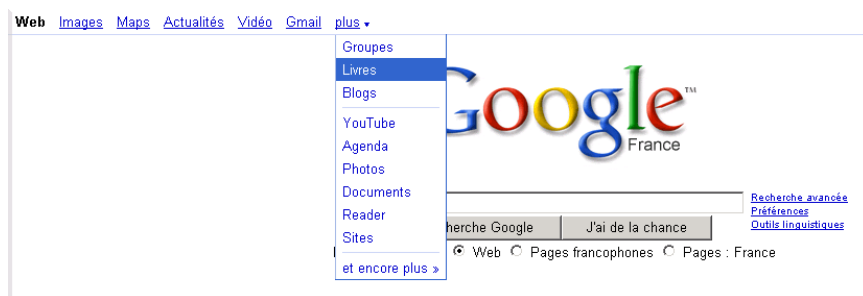 Web Images Maps Actualités Vidéo Gmail plus ▾
Groupes
Livres
Blogs
YouTube
Agenda
Photos
Documents
Reader
Sites
et encore plus »
Google™
France
Recherche avancée
Préférences
Outils linguistiques
herche Google
J'ai de la chance
Web Pages francophones Pages : France